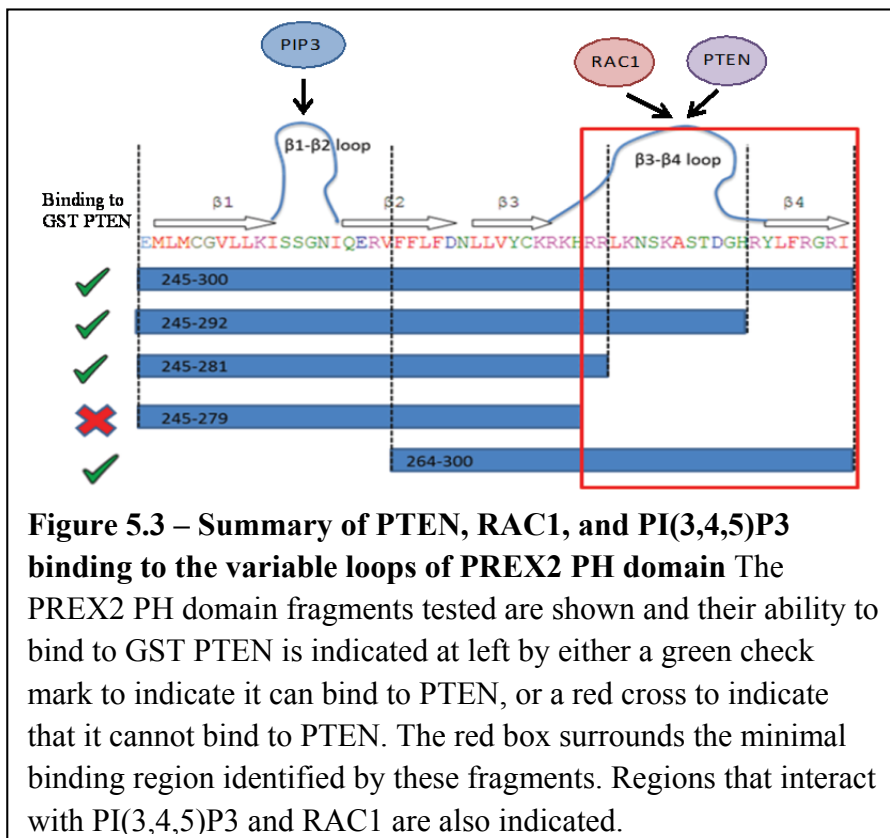 PIP3
RAC1
PTEN
β1-β2 loop
β3-β4 loop
Binding to
GST PTEN
β1
β2
β3
β4
EMLMCGVLLKISSGNIQERVFFLFDNLLVYCKRKHRRLKNSKASTDGHRYLFRGRI
245-300
245-292
245-281
245-279
264-300
Figure 5.3 – Summary of PTEN, RAC1, and PI(3,4,5)P3
binding to the variable loops of PREX2 PH domain The
PREX2 PH domain fragments tested are shown and their ability to
bind to GST PTEN is indicated at left by either a green check
mark to indicate it can bind to PTEN, or a red cross to indicate
that it cannot bind to PTEN. The red box surrounds the minimal
binding region identified by these fragments. Regions that interact
with PI(3,4,5)P3 and RAC1 are also indicated.